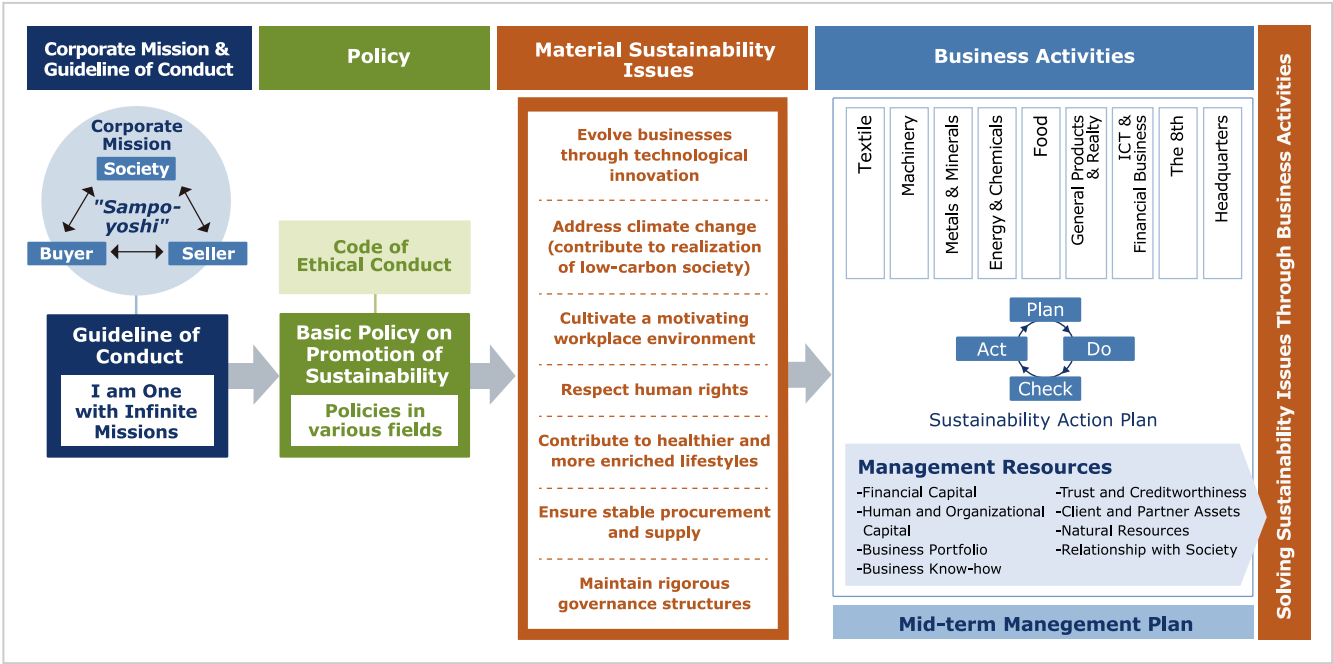 Corporate Mission &
Guideline of Conduct
Policy
Material Sustainability
Issues
Business Activities
Corporate
Mission
Society
"Sampo-
yoshi"
Buyer
Seller
Guideline of
Conduct
I am One
with Infinite
Missions
Code of
Ethical Conduct
Basic Policy on
Promotion of
Sustainability
Policies in
various fields
Evolve businesses
through technological
innovation
Address climate change
(contribute to realization
of low-carbon society)
Cultivate a motivating
workplace environment
Respect human rights
Contribute to healthier and
more enriched lifestyles
Ensure stable procurement
and supply
Maintain rigorous
governance structures
Textile
Machinery
Metals & Minerals
Energy & Chemicals
Food
General Products
& Realty
ICT &
Financial Business
The 8th
Headquarters
Plan
Act
Do
Check
Sustainability Action Plan
Management Resources
-Financial Capital
-Human and Organizational
Capital
-Business Portfolio
-Business Know-how
-Trust and Creditworthiness
-Client and Partner Assets
-Natural Resources
-Relationship with Society
Mid-term Manegement Plan
Solving Sustainability Issues Through Business Activities